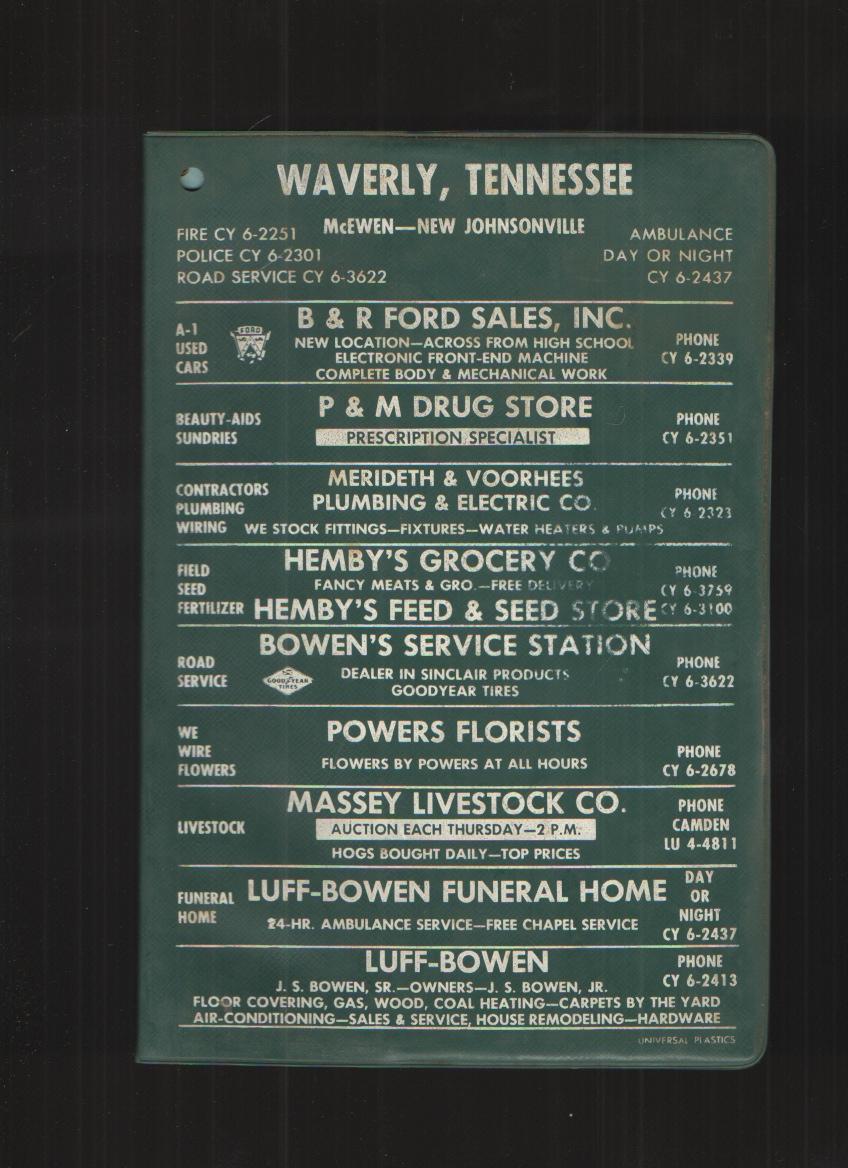 WAVERLY, TENNESSEE
McEWEN—NEW JOHNSONVILLE
FIRE CY 6-2251
POLICE CY 6-2301
ROAD SERVICE CY 6-3622
AMBULANCE
DAY OR NIGHT
CY 6-2437
A-1
USED
CARS
FORD
B & R FORD SALES, INC.
NEW LOCATION—ACROSS FROM HIGH SCHOOL
ELECTRONIC FRONT-END MACHINE
COMPLETE BODY & MECHANICAL WORK
PHONE
CY 6-2339
BEAUTY-AIDS
SUNDRIES
P & M DRUG STORE
PRESCRIPTION SPECIALIST
PHONE
CY 6-2351
CONTRACTORS
PLUMBING
WIRING
MERIDETH & VOORHEES
PLUMBING & ELECTRIC CO.
WE STOCK FITTINGS—FIXTURES—WATER HEATERS & PUMPS
PHONE
CY 6-2323
FIELD
SEED
FERTILIZER
HEMBY'S GROCERY CO
FANCY MEATS & GRO.—FREE DELIVERY
HEMBY'S FEED & SEED STORE
PHONE
CY 6-3759
CY 6-3100
ROAD
SERVICE
GOODYEAR
TIRES
BOWEN'S SERVICE STATION
DEALER IN SINCLAIR PRODUCTS
GOODYEAR TIRES
PHONE
CY 6-3622
WE
WIRE
FLOWERS
POWERS FLORISTS
FLOWERS BY POWERS AT ALL HOURS
PHONE
CY 6-2678
LIVESTOCK
MASSEY LIVESTOCK CO.
AUCTION EACH THURSDAY—2 P.M.
HOGS BOUGHT DAILY—TOP PRICES
PHONE
CAMDEN
LU 4-4811
FUNERAL
HOME
LUFF-BOWEN FUNERAL HOME
24-HR. AMBULANCE SERVICE—FREE CHAPEL SERVICE
DAY
OR
NIGHT
CY 6-2437
LUFF-BOWEN
J. S. BOWEN, SR.—OWNERS—J. S. BOWEN, JR.
PHONE
CY 6-2413
FLOOR COVERING, GAS, WOOD, COAL HEATING—CARPETS BY THE YARD
AIR-CONDITIONING—SALES & SERVICE, HOUSE REMODELING—HARDWARE
UNIVERSAL PLASTICS